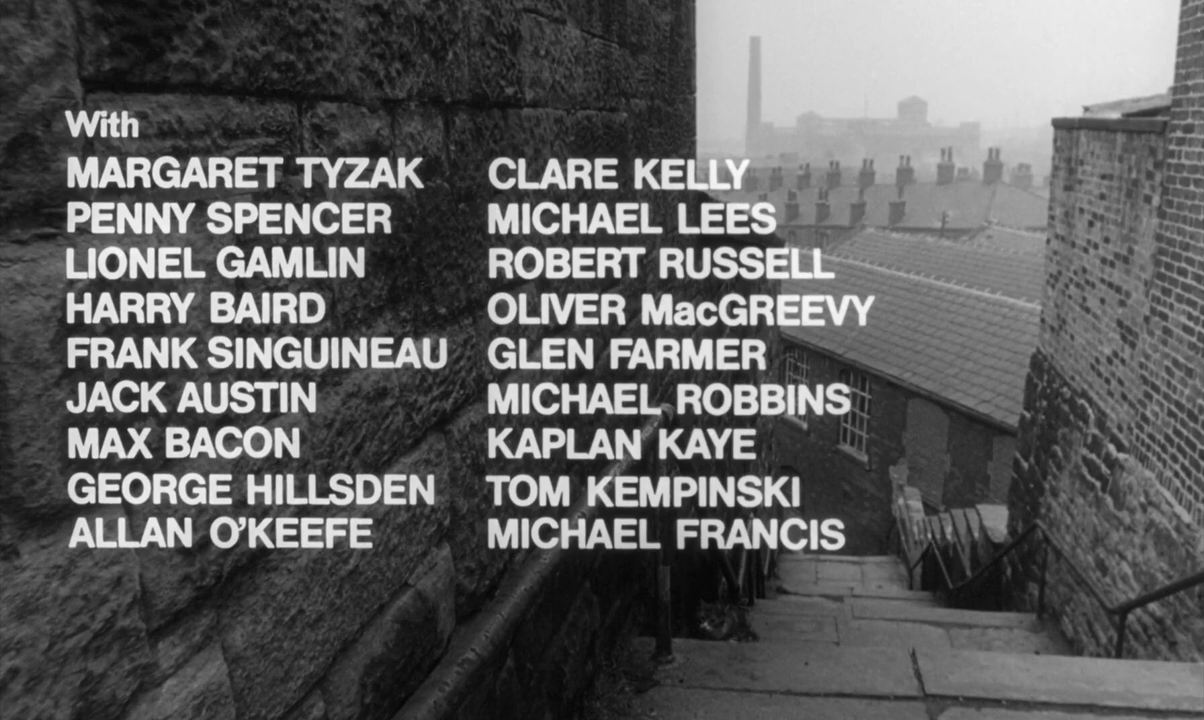 With
MARGARET TYZAK
PENNY SPENCER
LIONEL GAMLIN
HARRY BAIRD
FRANK SINGUINEAU
JACK AUSTIN
MAX BACON
GEORGE HILLSDEN
ALLAN O'KEEFE
CLARE KELLY
MICHAEL LEES
ROBERT RUSSELL
OLIVER MacGREEVY
GLEN FARMER
MICHAEL ROBBINS
KAPLAN KAYE
TOM KEMPINSKI
MICHAEL FRANCIS